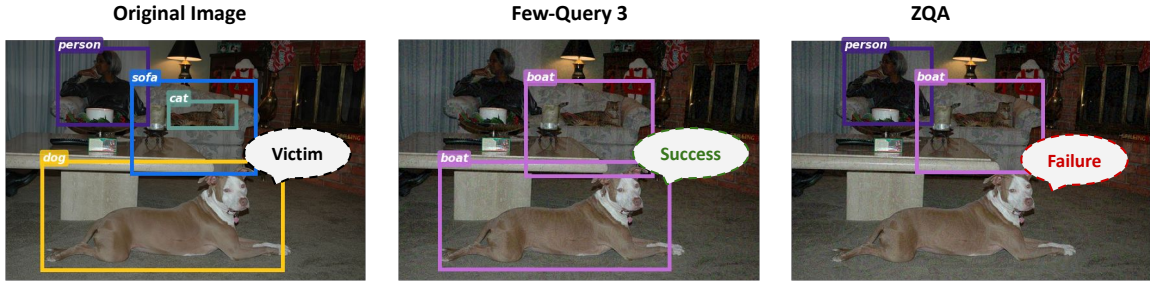 Original Image
person
sofa
cat
dog
Victim
Few-Query 3
boat
boat
Success
ZQA
person
boat
Failure